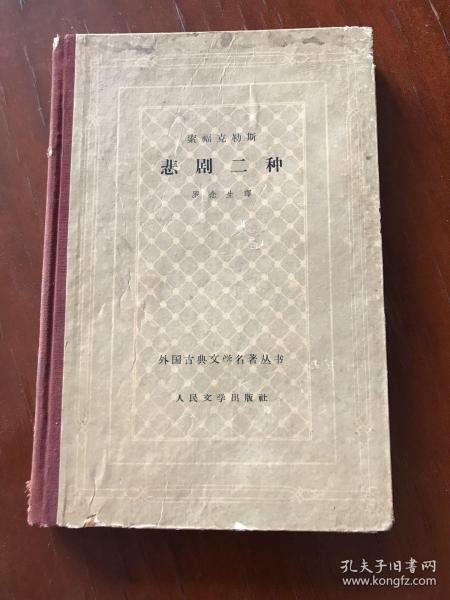 索福克勒斯
悲剧二种
罗念生译
外国古典文学名著丛书
人民文学出版社
孔夫子旧书网
www.kongfz.com